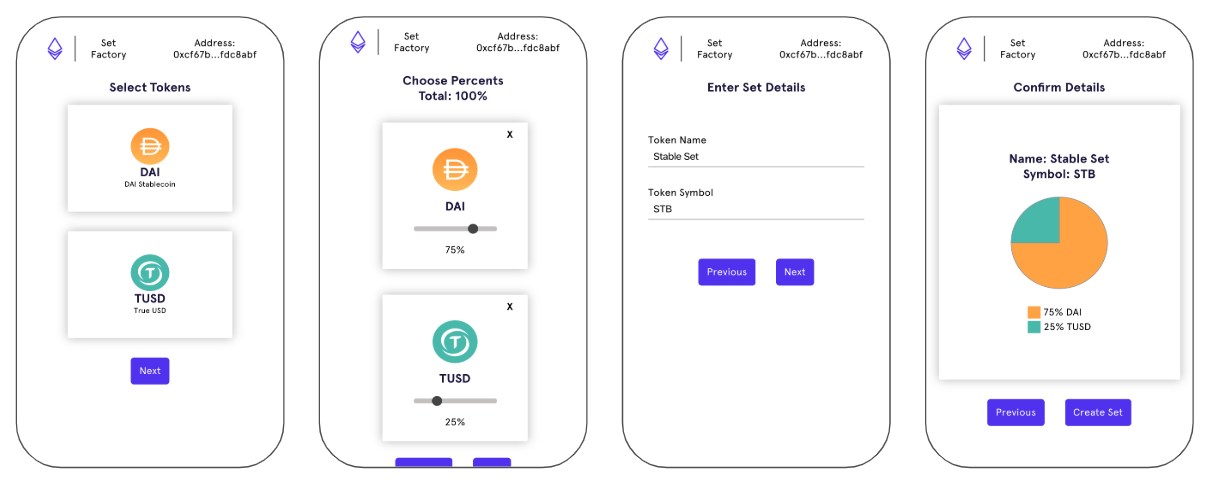 Set
Factory
Address:
0xcf67b...fdc8abf
Select Tokens
DAI
DAI Stablecoin
TUSD
True USD
Next
Set
Factory
Address:
0xcf67b...fdc8abf
Choose Percents
Total: 100%
X
DAI
75%
X
TUSD
25%
Set
Factory
Address:
0xcf67b...fdc8abf
Enter Set Details
Token Name
Stable Set
Token Symbol
STB
Previous
Next
Set
Factory
Address:
0xcf67b...fdc8abf
Confirm Details
Name: Stable Set
Symbol: STB
75% DAI
25% TUSD
Previous
Create Set